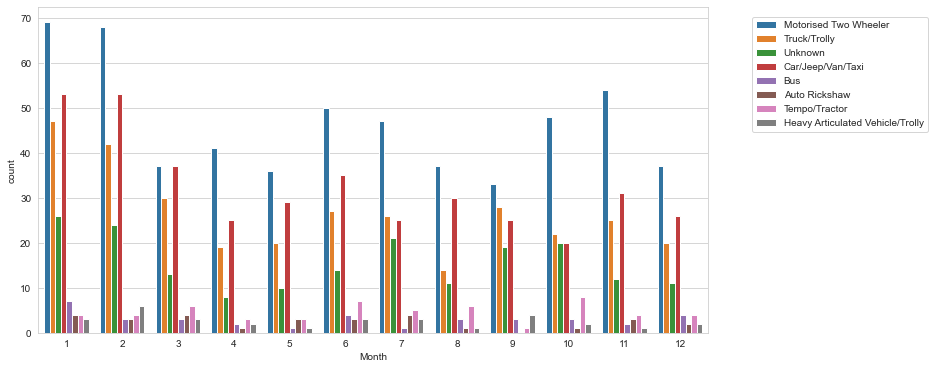 70
60
50
40
30
20
10
0
count
1 2 3 4 5 6 7 8 9 10 11 12
Month
Motorised Two Wheeler
Truck/Trolly
Unknown
Car/Jeep/Van/Taxi
Bus
Auto Rickshaw
Tempo/Tractor
Heavy Articulated Vehicle/Trolly